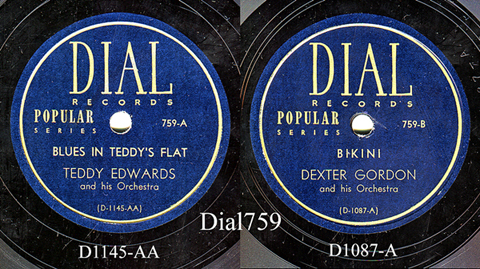 DIAL
RECORDS
POPULAR
SERIES
759-A
BLUES IN TEDDY'S FLAT
TEDDY EDWARDS
and his Orchestra
(D-1145-AA)
D1145-AA
DIAL
RECORDS
POPULAR
SERIES
759-B
BIKINI
DEXTER GORDON
and his Orchestra
(D-1087-A)
D1087-A
Dial759